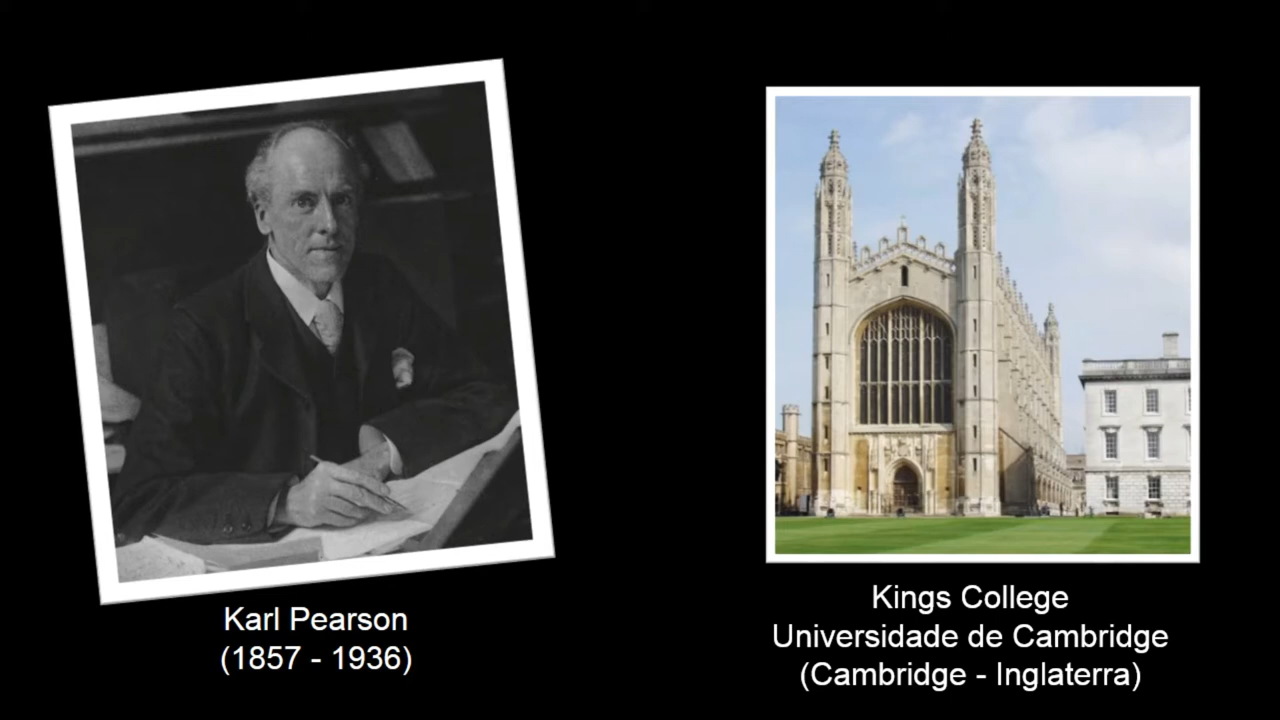 Karl Pearson
(1857 - 1936)
Kings College
Universidade de Cambridge
(Cambridge - Inglaterra)